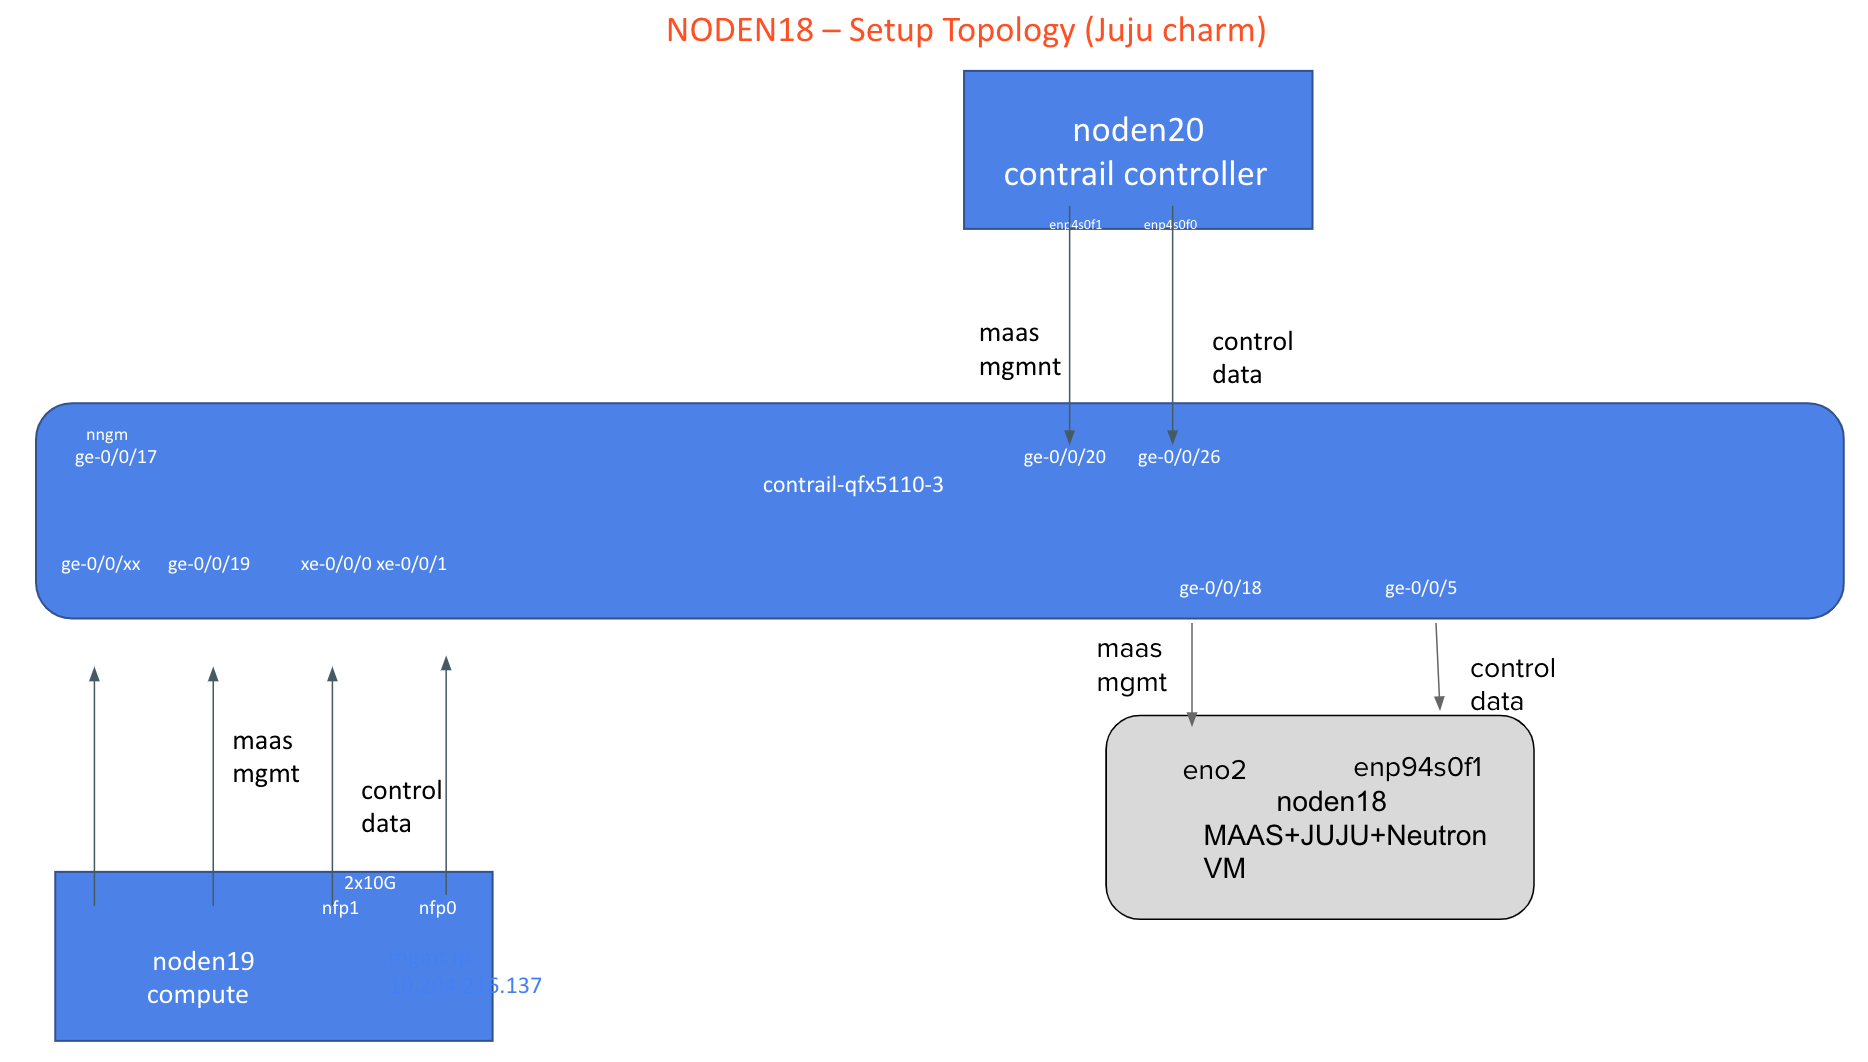 NODEN18 – Setup Topology (Juju charm)
noden20
contrail controller
enp4s0f1
enp4s0f0
maas
mgmnt
control
data
nngm
ge-0/0/17
ge-0/0/20
ge-0/0/26
contrail-qfx5110-3
ge-0/0/xx
ge-0/0/19
xe-0/0/0 xe-0/0/1
ge-0/0/18
ge-0/0/5
maas
mgmt
control
data
maas
mgmt
control
data
eno2
enp94s0f1
noden18
MAAS+JUJU+Neutron
VM
2x10G
nfp1
nfp0
noden19
compute
.137